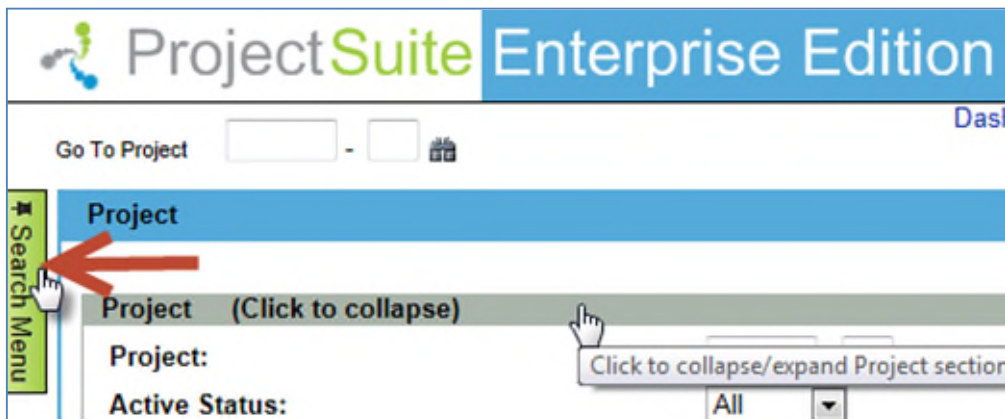 ProjectSuite Enterprise Edition
Go To Project -
Search Menu
Project
Project (Click to collapse)
Project:
Click to collapse/expand Project section
Active Status: All